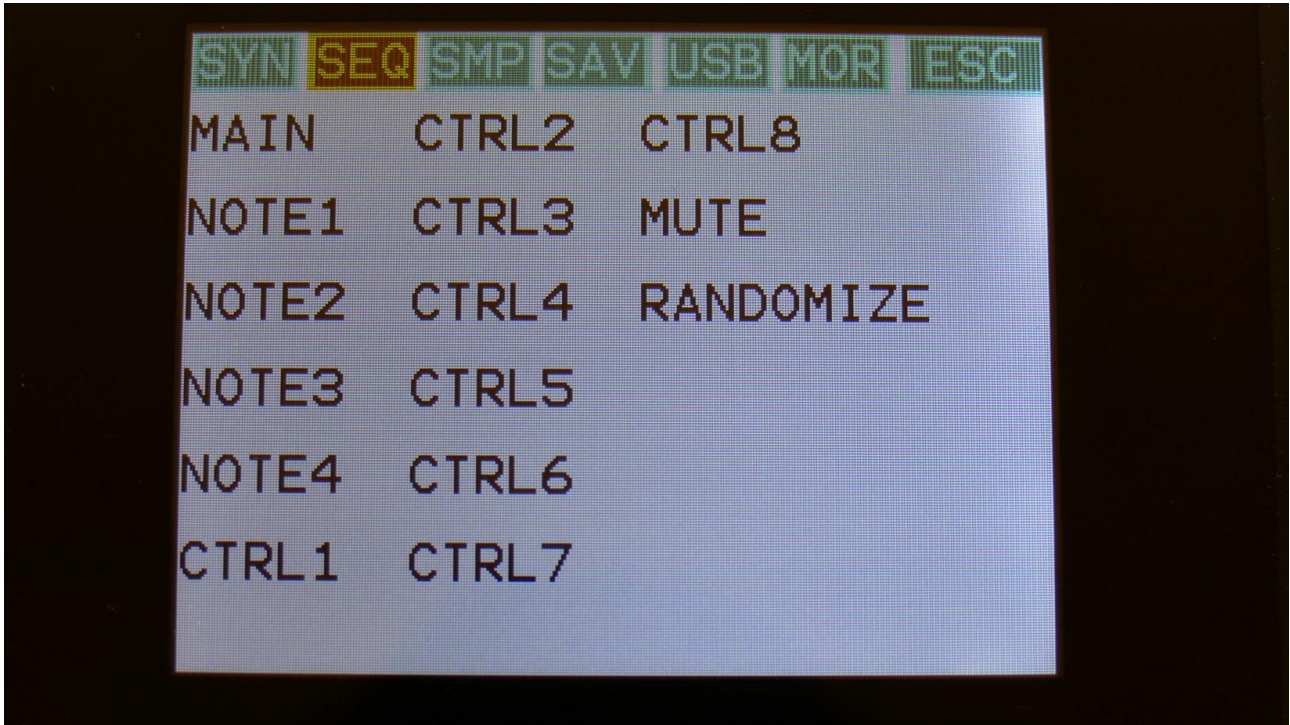 SYN SEQ SMP SAV USB MOR ESC
MAIN CTRL2 CTRL8
NOTE1 CTRL3 MUTE
NOTE2 CTRL4 RANDOMIZE
NOTE3 CTRL5
NOTE4 CTRL6
CTRL1 CTRL7